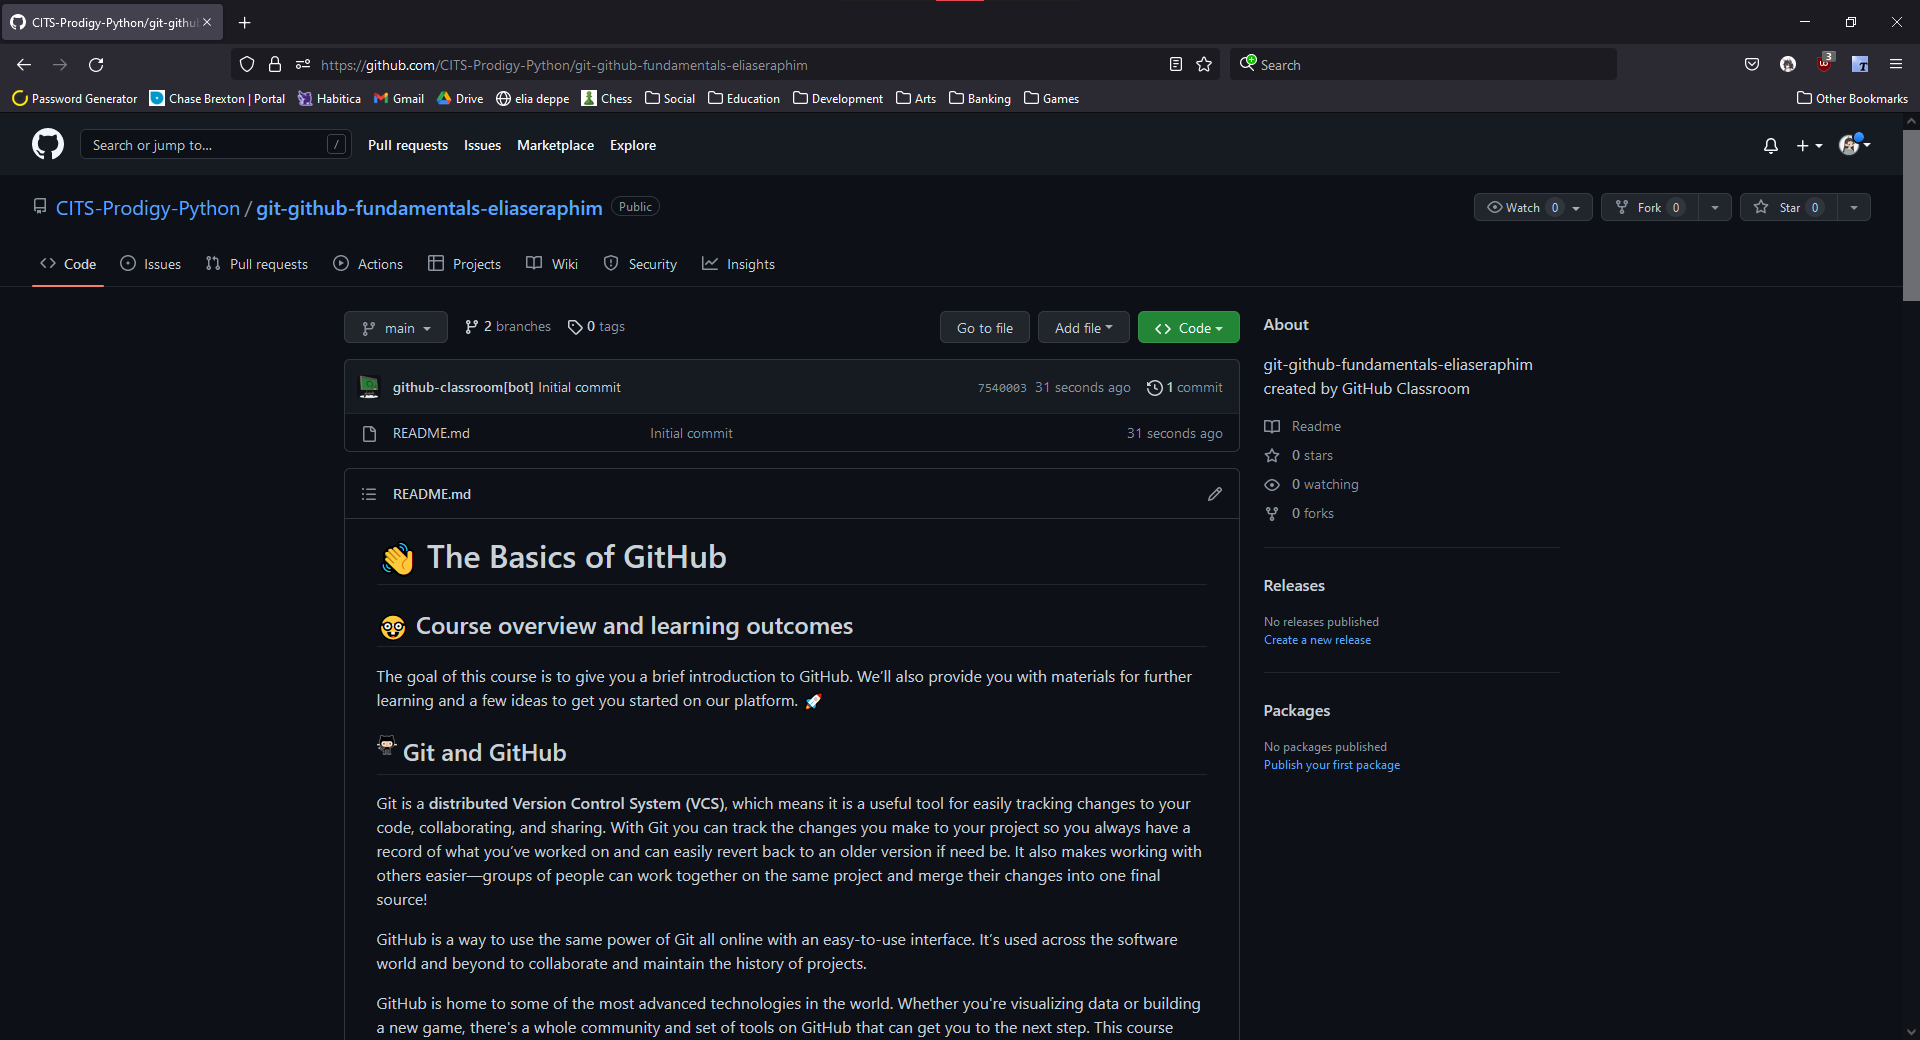 CITS-Prodigy-Python/git-githu
https://github.com/CITS-Prodigy-Python/git-github-fundamentals-eliaseraphim
Search
3
Password Generator Chase Brexton | Portal Habitica Gmail Drive elia deppe Chess Social Education Development Arts Banking Games Other Bookmarks
Search or jump to... / Pull requests Issues Marketplace Explore
CITS-Prodigy-Python / git-github-fundamentals-eliaseraphim Public
Watch 0 Fork 0 Star 0
Code Issues Pull requests Actions Projects Wiki Security Insights
main 2 branches 0 tags Go to file Add file Code
github-classroom[bot] Initial commit 7540003 31 seconds ago 1 commit
README.md Initial commit 31 seconds ago
README.md
👋 The Basics of GitHub
🤓 Course overview and learning outcomes
The goal of this course is to give you a brief introduction to GitHub. We’ll also provide you with materials for further
learning and a few ideas to get you started on our platform. 🚀
Git and GitHub
Git is a distributed Version Control System (VCS), which means it is a useful tool for easily tracking changes to your
code, collaborating, and sharing. With Git you can track the changes you make to your project so you always have a
record of what you’ve worked on and can easily revert back to an older version if need be. It also makes working with
others easier—groups of people can work together on the same project and merge their changes into one final
source!
GitHub is a way to use the same power of Git all online with an easy-to-use interface. It’s used across the software
world and beyond to collaborate and maintain the history of projects.
GitHub is home to some of the most advanced technologies in the world. Whether you're visualizing data or building
a new game, there's a whole community and set of tools on GitHub that can get you to the next step. This course
About
git-github-fundamentals-eliaseraphim
created by GitHub Classroom
Readme
0 stars
0 watching
0 forks
Releases
No releases published
Create a new release
Packages
No packages published
Publish your first package